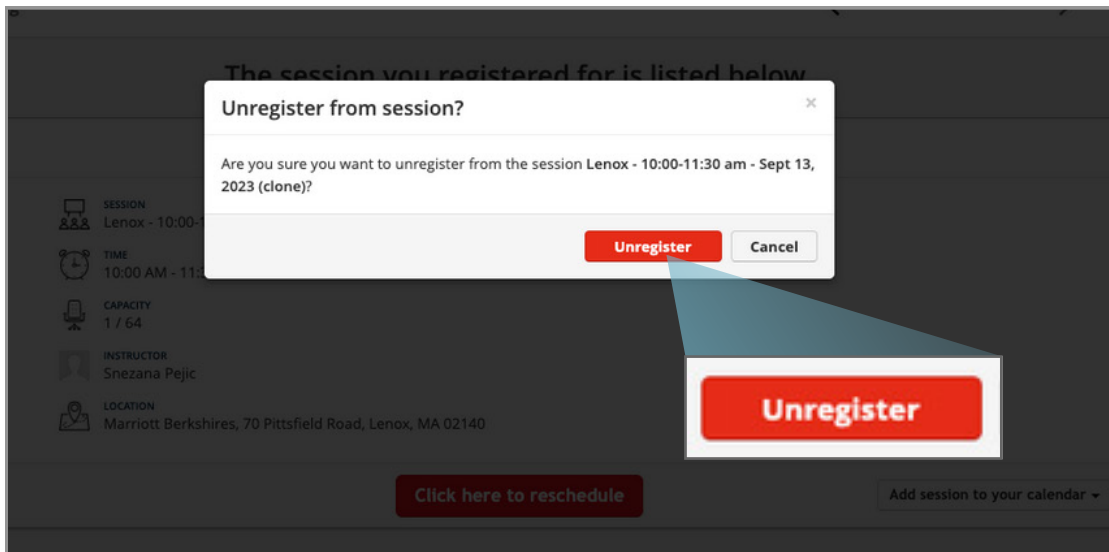 The session you registered for is listed below
Unregister from session?
×
Are you sure you want to unregister from the session Lenox - 10:00-11:30 am - Sept 13,
2023 (clone)?
Unregister
Cancel
SESSION
Lenox - 10:00-1
TIME
10:00 AM - 11:
CAPACITY
1 / 64
INSTRUCTOR
Snezana Pejic
LOCATION
Marriott Berkshires, 70 Pittsfield Road, Lenox, MA 02140
Unregister
Click here to reschedule
Add session to your calendar